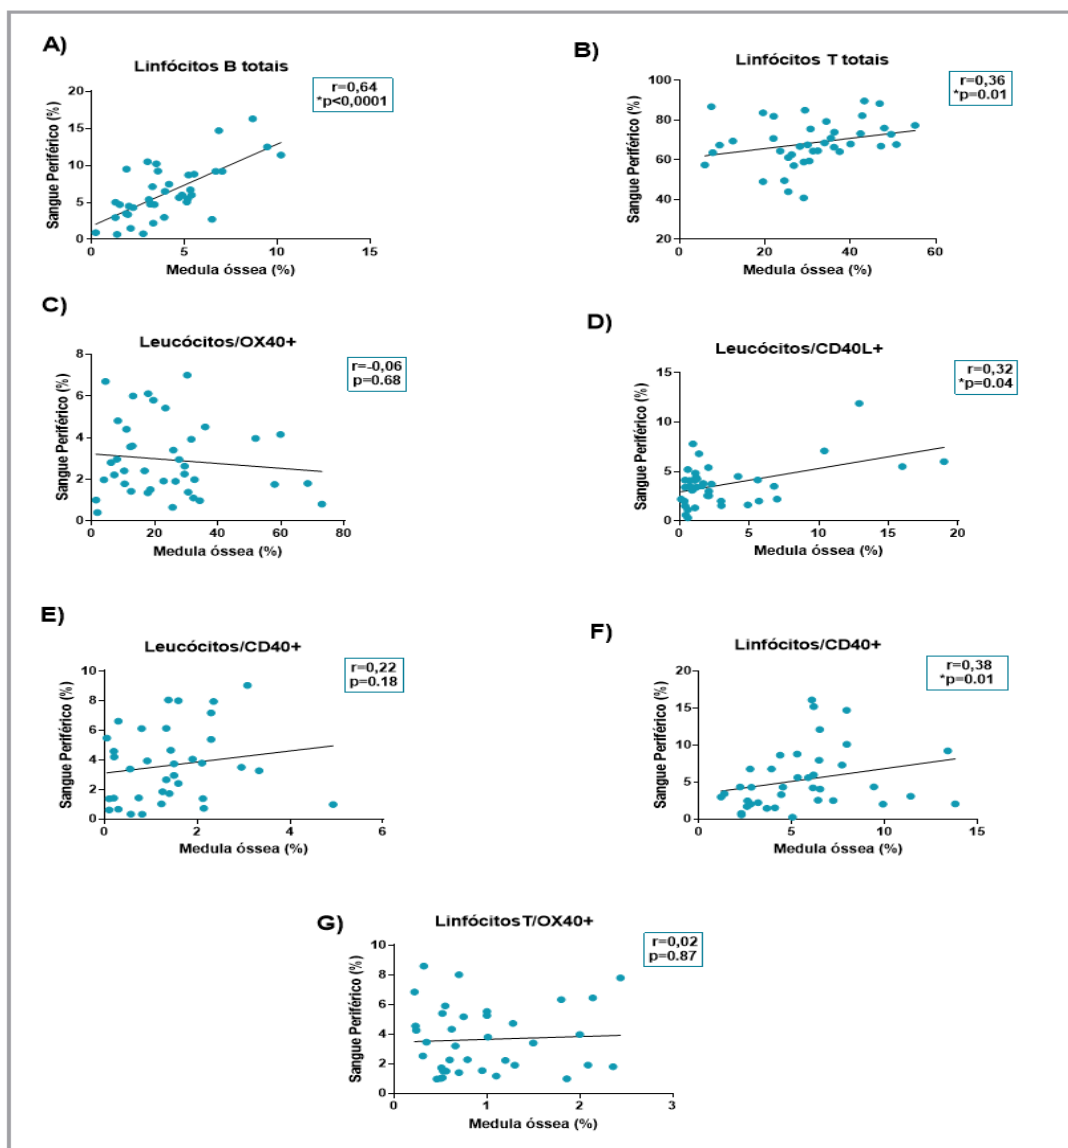 A)
Linfócitos B totais
r=0,64
*p<0,0001
Sangue Periférico (%)
20
15
10
5
0
0 5 10 15
Medula óssea (%)
B)
Linfócitos T totais
r=0,36
*p=0.01
Sangue Periférico (%)
100
80
60
40
20
0 20 40 60
Medula óssea (%)
C)
Leucócitos/OX40+
r=-0,06
p=0.68
Sangue Periférico (%)
8
6
4
2
0
0 20 40 60 80
Medula óssea (%)
D)
Leucócitos/CD40L+
r=0,32
*p=0.04
Sangue Periférico (%)
15
10
5
0
0 5 10 15 20
Medula óssea (%)
E)
Leucócitos/CD40+
r=0,22
p=0.18
Sangue Periférico (%)
10
8
6
4
2
0
0 2 4 6
Medula óssea (%)
F)
Linfócitos/CD40+
r=0,38
*p=0.01
Sangue Periférico (%)
20
15
10
5
0
0 5 10 15
Medula óssea (%)
G)
Linfócitos T/OX40+
r=0,02
p=0.87
Sangue Periférico (%)
10
8
6
4
2
0
0 1 2 3
Medula óssea (%)